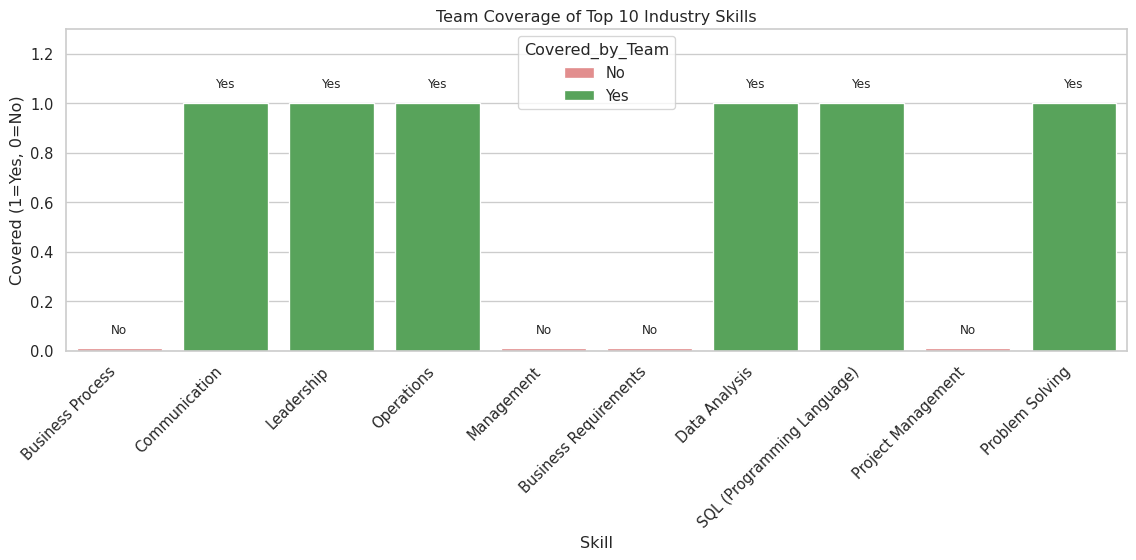 Team Coverage of Top 10 Industry Skills
Covered_by_Team
No
Yes
Covered (1=Yes, 0=No)
1.2
1.0
0.8
0.6
0.4
0.2
0.0
No
Yes
Yes
Yes
No
No
Yes
Yes
No
Yes
Business Process
Communication
Leadership
Operations
Management
Business Requirements
Data Analysis
SQL (Programming Language)
Project Management
Problem Solving
Skill